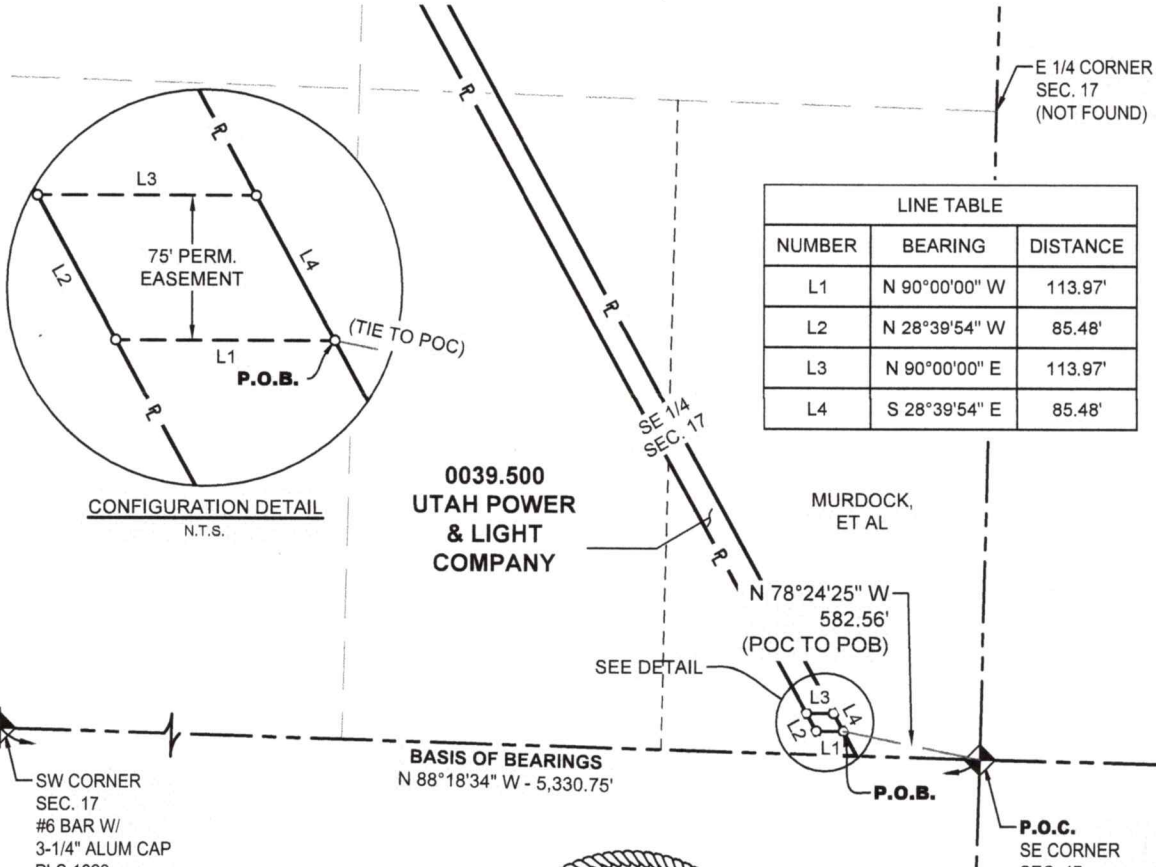 E 1/4 CORNER
SEC. 17
(NOT FOUND)
L3
75' PERM.
EASEMENT
L2
L4
(TIE TO POC)
L1
P.O.B.
CONFIGURATION DETAIL
N.T.S.
LINE TABLE
NUMBER BEARING DISTANCE
L1 N 90°00'00" W 113.97'
L2 N 28°39'54" W 85.48'
L3 N 90°00'00" E 113.97'
L4 S 28°39'54" E 85.48'
SE 1/4
SEC. 17
0039.500
UTAH POWER
& LIGHT
COMPANY
MURDOCK,
ET AL
N 78°24'25" W
582.56'
(POC TO POB)
SEE DETAIL
L3
L4
L2
L1
P.O.B.
BASIS OF BEARINGS
N 88°18'34" W - 5,330.75'
SW CORNER
SEC. 17
#6 BAR W/
3-1/4" ALUM CAP
P.O.C.
SE CORNER